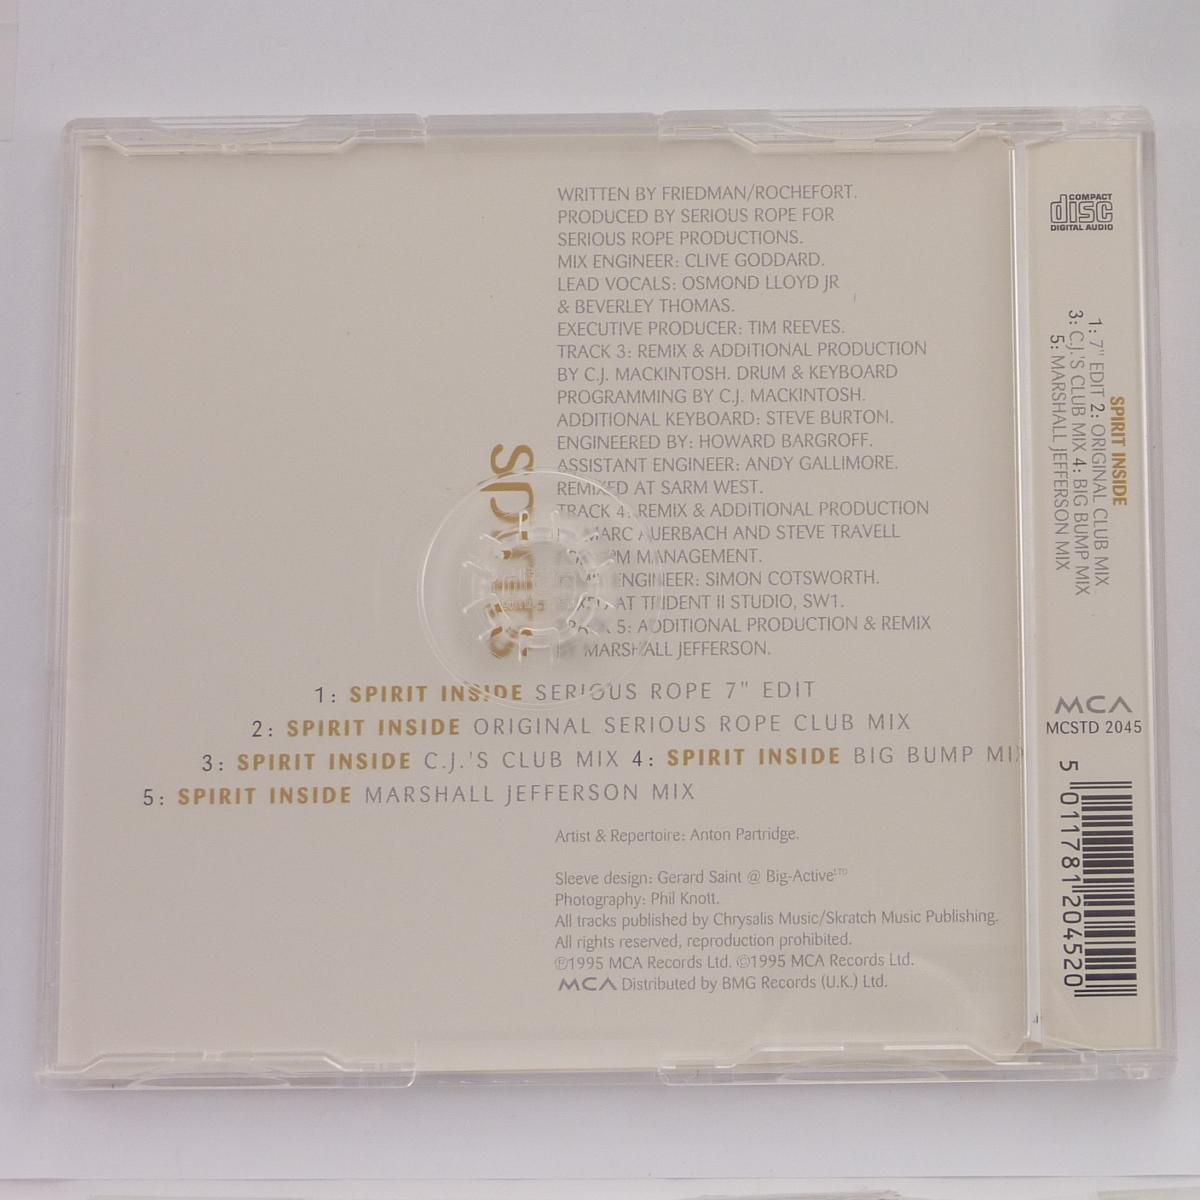 WRITTEN BY FRIEDMAN/ROCHEFORT.
PRODUCED BY SERIOUS ROPE FOR
SERIOUS ROPE PRODUCTIONS.
MIX ENGINEER: CLIVE GODDARD.
LEAD VOCALS: OSMOND LLOYD JR
& BEVERLEY THOMAS.
EXECUTIVE PRODUCER: TIM REEVES.
TRACK 3: REMIX & ADDITIONAL PRODUCTION
BY C.J. MACKINTOSH. DRUM & KEYBOARD
PROGRAMMING BY C.J. MACKINTOSH.
ADDITIONAL KEYBOARD: STEVE BURTON.
ENGINEERED BY: HOWARD BARGROFF.
ASSISTANT ENGINEER: ANDY GALLIMORE.
REMIXED AT SARM WEST.
TRACK 4: REMIX & ADDITIONAL PRODUCTION
MARC AUERBACH AND STEVE TRAVELL
MANAGEMENT.
ENGINEER: SIMON COTSWORTH.
AT TRIDENT II STUDIO, SW1.
TRACK 5: ADDITIONAL PRODUCTION & REMIX
BY MARSHALL JEFFERSON.
spirits
1: SPIRIT INSIDE SERIOUS ROPE 7" EDIT
2: SPIRIT INSIDE ORIGINAL SERIOUS ROPE CLUB MIX
3: SPIRIT INSIDE C.J.'S CLUB MIX 4: SPIRIT INSIDE BIG BUMP MIX
5: SPIRIT INSIDE MARSHALL JEFFERSON MIX
Artist & Repertoire: Anton Partridge.
Sleeve design: Gerard Saint @ Big-Active LTD
Photography: Phil Knott.
All tracks published by Chrysalis Music/Skratch Music Publishing.
All rights reserved, reproduction prohibited.
℗1995 MCA Records Ltd. ©1995 MCA Records Ltd.
MCA Distributed by BMG Records (U.K.) Ltd.
COMPACT
disc
DIGITAL AUDIO
SPIRIT INSIDE
1: 7" EDIT 2: ORIGINAL CLUB MIX
3: C.J.'S CLUB MIX 4: BIG BUMP MIX
5: MARSHALL JEFFERSON MIX
MCA
MCSTD 2045
5 011781 204520